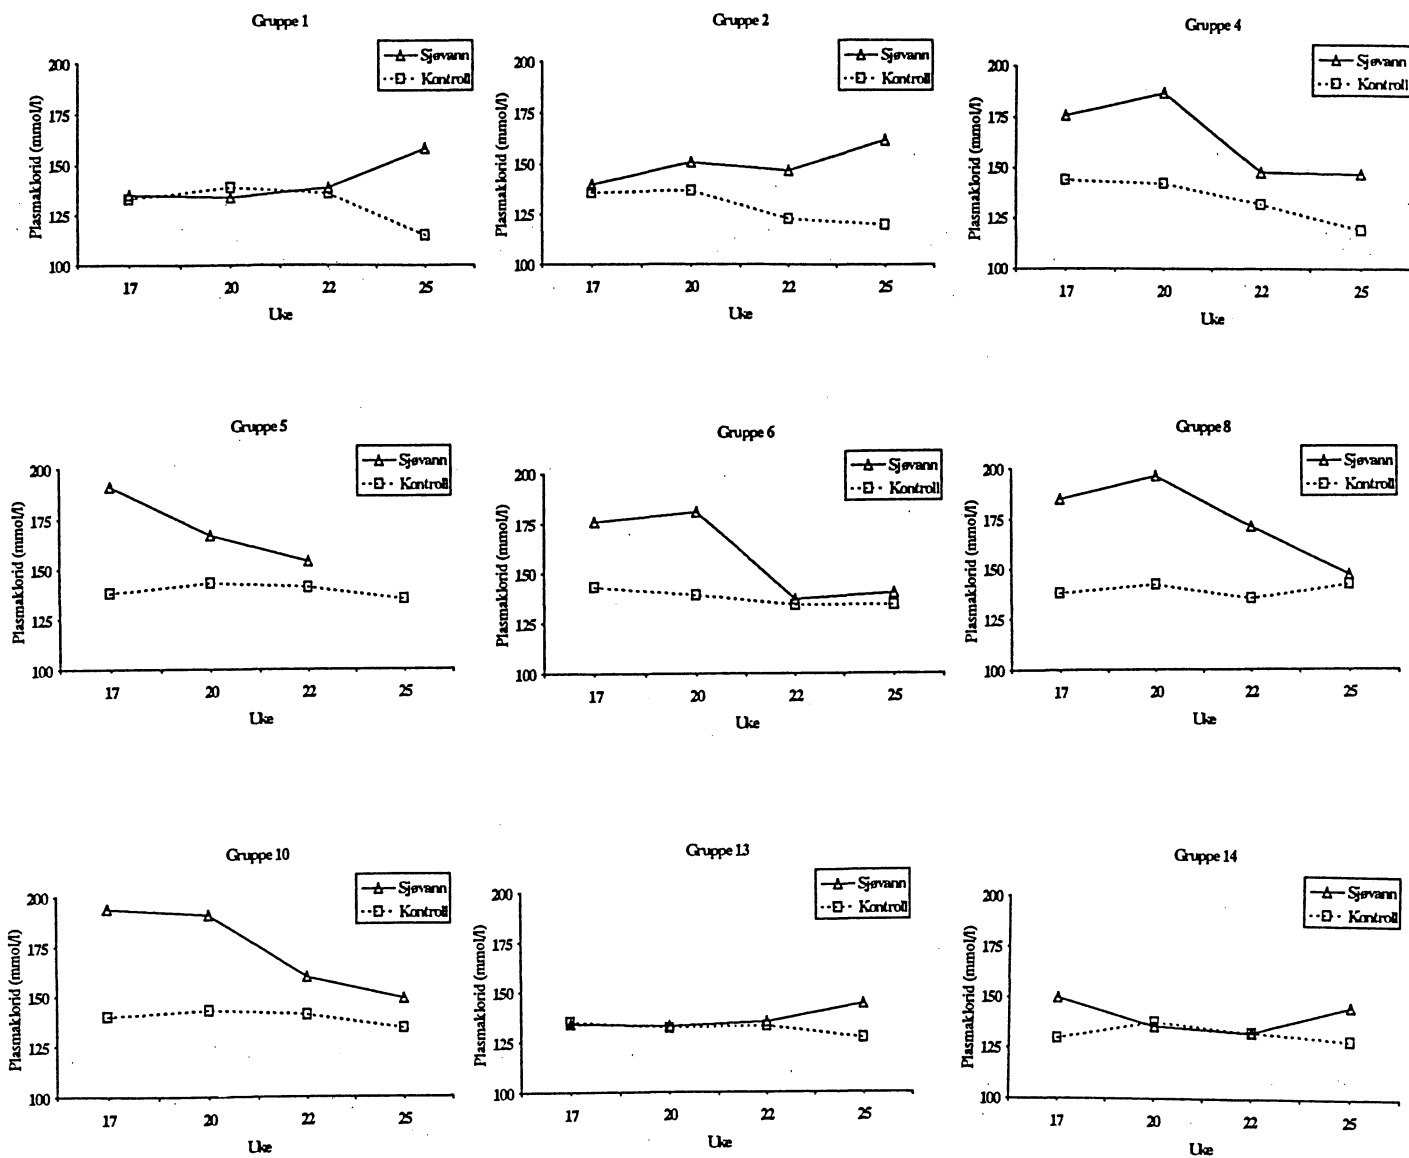 Gruppe 1
Sjøvann
Kontroll
Plasmaklorid (mmol/l)
200
175
150
125
100
17 20 22 25
Uke
Gruppe 2
Sjøvann
Kontroll
Plasmaklorid (mmol/l)
200
175
150
125
100
17 20 22 25
Uke
Gruppe 4
Sjøvann
Kontroll
Plasmaklorid (mmol/l)
200
175
150
125
100
17 20 22 25
Uke
Gruppe 5
Sjøvann
Kontroll
Plasmaklorid (mmol/l)
200
175
150
125
100
17 20 22 25
Uke
Gruppe 6
Sjøvann
Kontroll
Plasmaklorid (mmol/l)
200
175
150
125
100
17 20 22 25
Uke
Gruppe 8
Sjøvann
Kontroll
Plasmaklorid (mmol/l)
200
175
150
125
100
17 20 22 25
Uke
Gruppe 10
Sjøvann
Kontroll
Plasmaklorid (mmol/l)
200
175
150
125
100
17 20 22 25
Uke
Gruppe 13
Sjøvann
Kontroll
Plasmaklorid (mmol/l)
200
175
150
125
100
17 20 22 25
Uke
Gruppe 14
Sjøvann
Kontroll
Plasmaklorid (mmol/l)
200
175
150
125
100
17 20 22 25
Uke